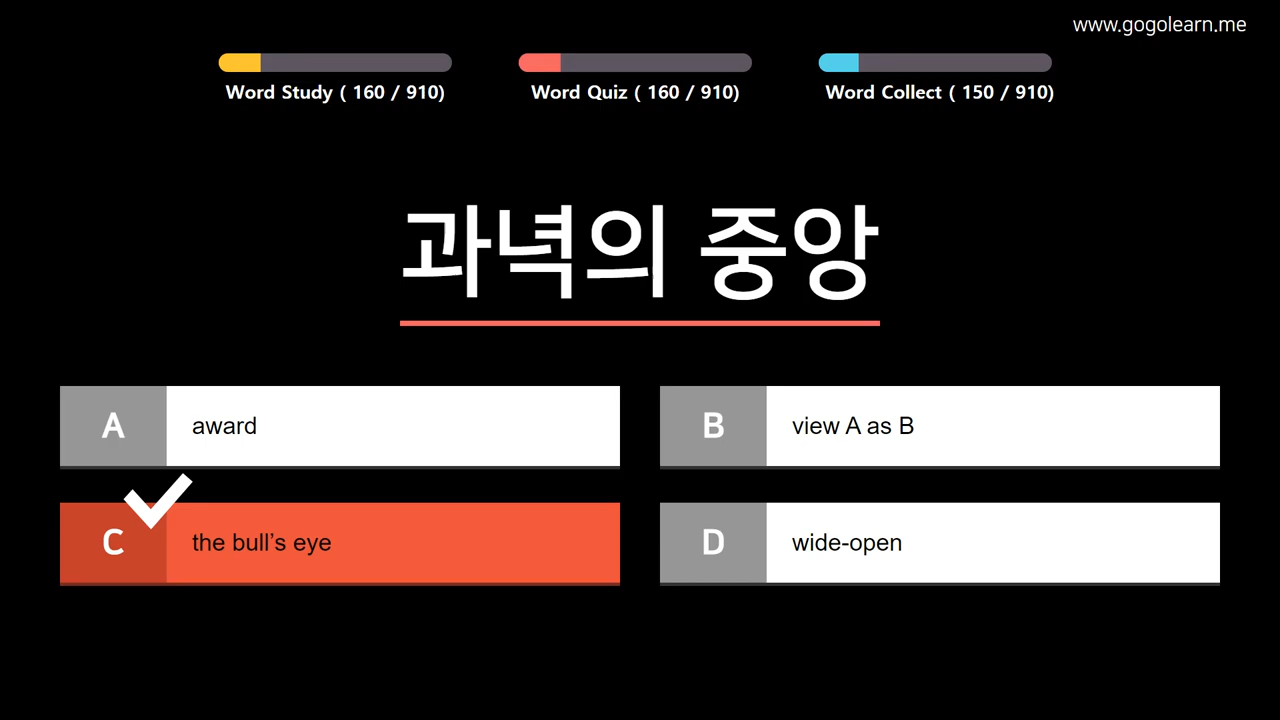 www.gogolearn.me
Word Study ( 160 / 910)
Word Quiz ( 160 / 910)
Word Collect ( 150 / 910)
과녁의 중앙
A
award
B
view A as B
C
the bull’s eye
D
wide-open